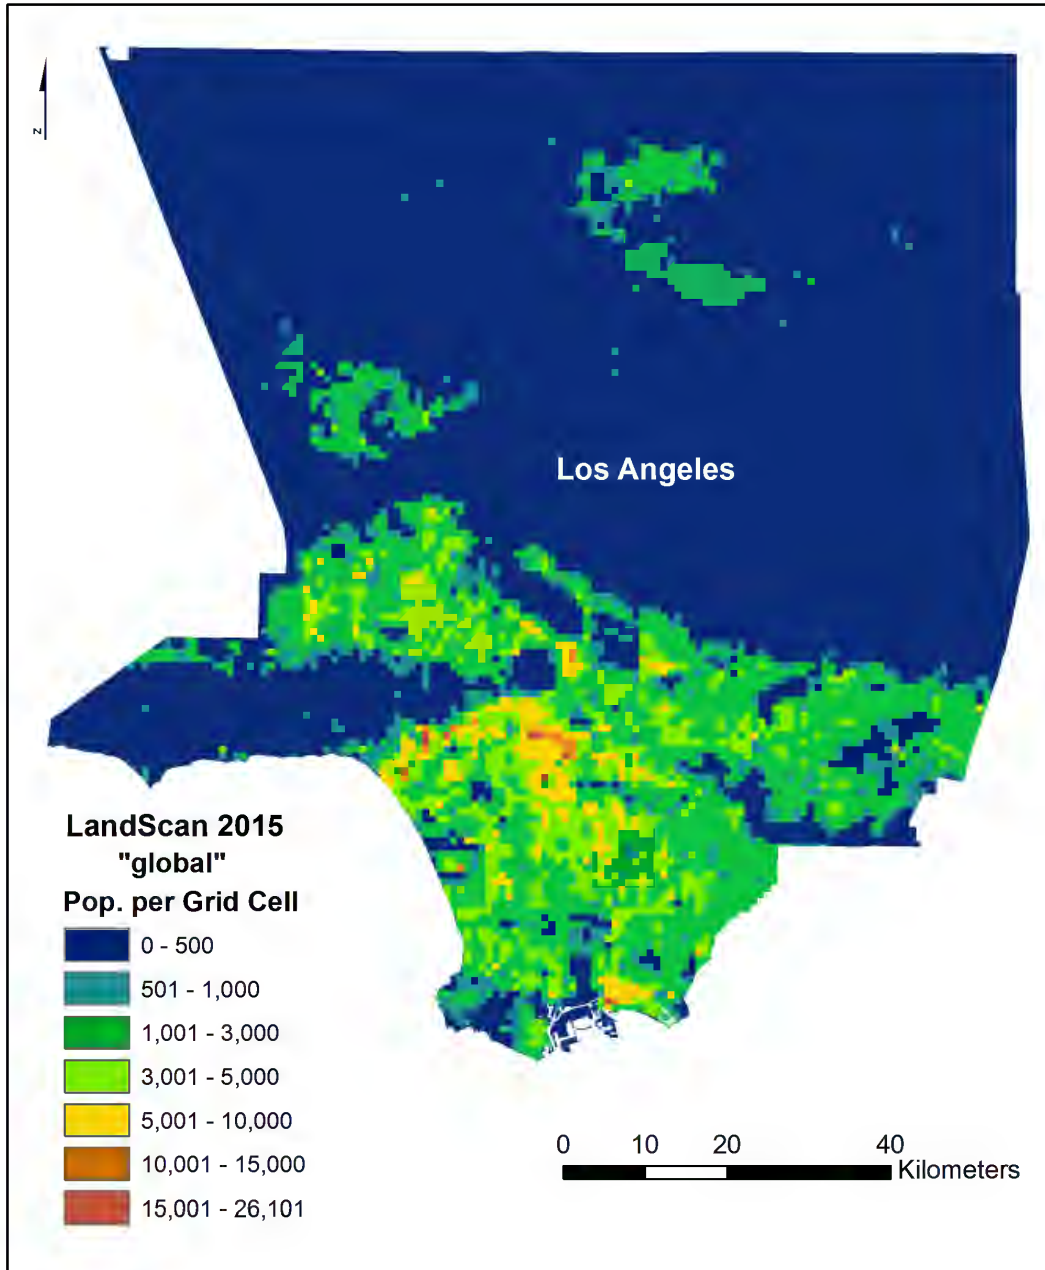 z
Los Angeles
LandScan 2015
"global"
Pop. per Grid Cell
0 - 500
501 - 1,000
1,001 - 3,000
3,001 - 5,000
5,001 - 10,000
10,001 - 15,000
15,001 - 26,101
0 10 20 40
Kilometers